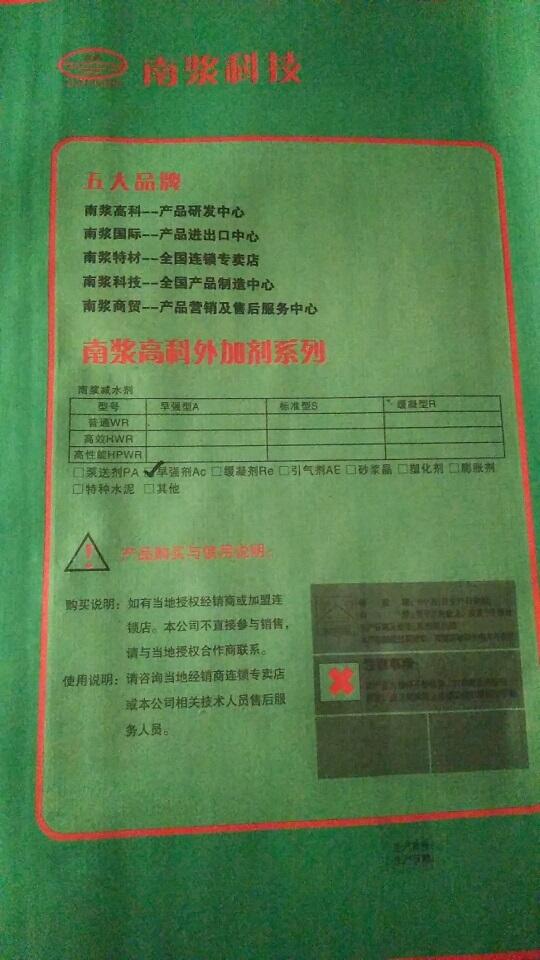 南浆科技
五大品牌
南浆高科--产品研发中心
南浆国际--产品进出口中心
南浆特材--全国连锁专卖店
南浆科技--全国产品制造中心
南浆商贸--产品营销及售后服务中心
南浆高科外加剂系列
南浆减水剂
型号 早强型A 标准型S 缓凝型R
普通WR
高效HWR
高性能HPWR
□泵送剂PA ✓早强剂Ac □缓凝剂Re □引气剂AE □砂浆晶 □塑化剂 □膨胀剂
□特种水泥 □其他
产品购买与使用说明:
购买说明: 如有当地授权经销商或加盟连
锁店。本公司不直接参与销售,
请与当地授权合作商联系。
使用说明: 请咨询当地经销商连锁专卖店
或本公司相关技术人员售后服
务人员。